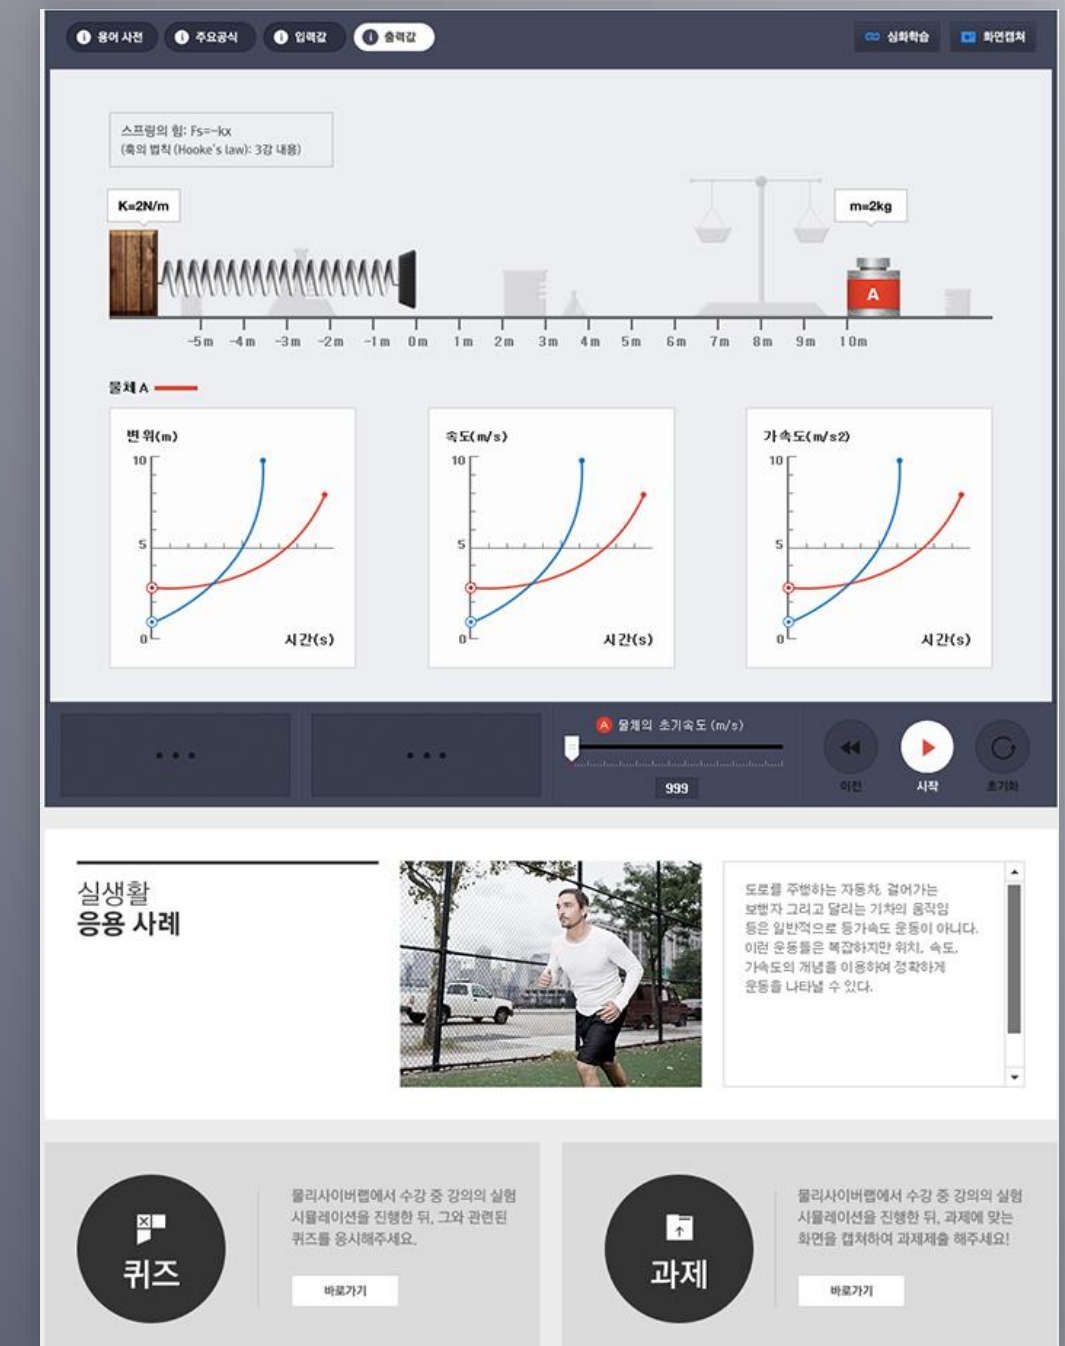 용어 사전
주요공식
입력값
출력값
심화학습
화면캡쳐
스프링의 힘: Fs=-kx
(훅의 법칙 (Hooke's law): 3강 내용)
K=2N/m
m=2kg
A
-5m -4m -3m -2m -1m 0m 1m 2m 3m 4m 5m 6m 7m 8m 9m 10m
물체 A
변위(m)
10
5
0
시간(s)
속도(m/s)
10
5
0
시간(s)
가속도(m/s2)
10
5
0
시간(s)
A 물체의 초기속도 (m/s)
999
이전
시작
초기화
실생활
응용 사례
도로를 주행하는 자동차, 걸어가는
보행자 그리고 달리는 기차의 움직임
등은 일반적으로 등가속도 운동이 아니다.
이런 운동들은 복잡하지만 위치, 속도,
가속도의 개념을 이용하여 정확하게
운동을 나타낼 수 있다.
퀴즈
물리사이버랩에서 수강 중 강의의 실험
시뮬레이션을 진행한 뒤, 그와 관련된
퀴즈를 응시해주세요.
바로가기
과제
물리사이버랩에서 수강 중 강의의 실험
시뮬레이션을 진행한 뒤, 과제에 맞는
화면을 캡쳐하여 과제제출 해주세요!
바로가기